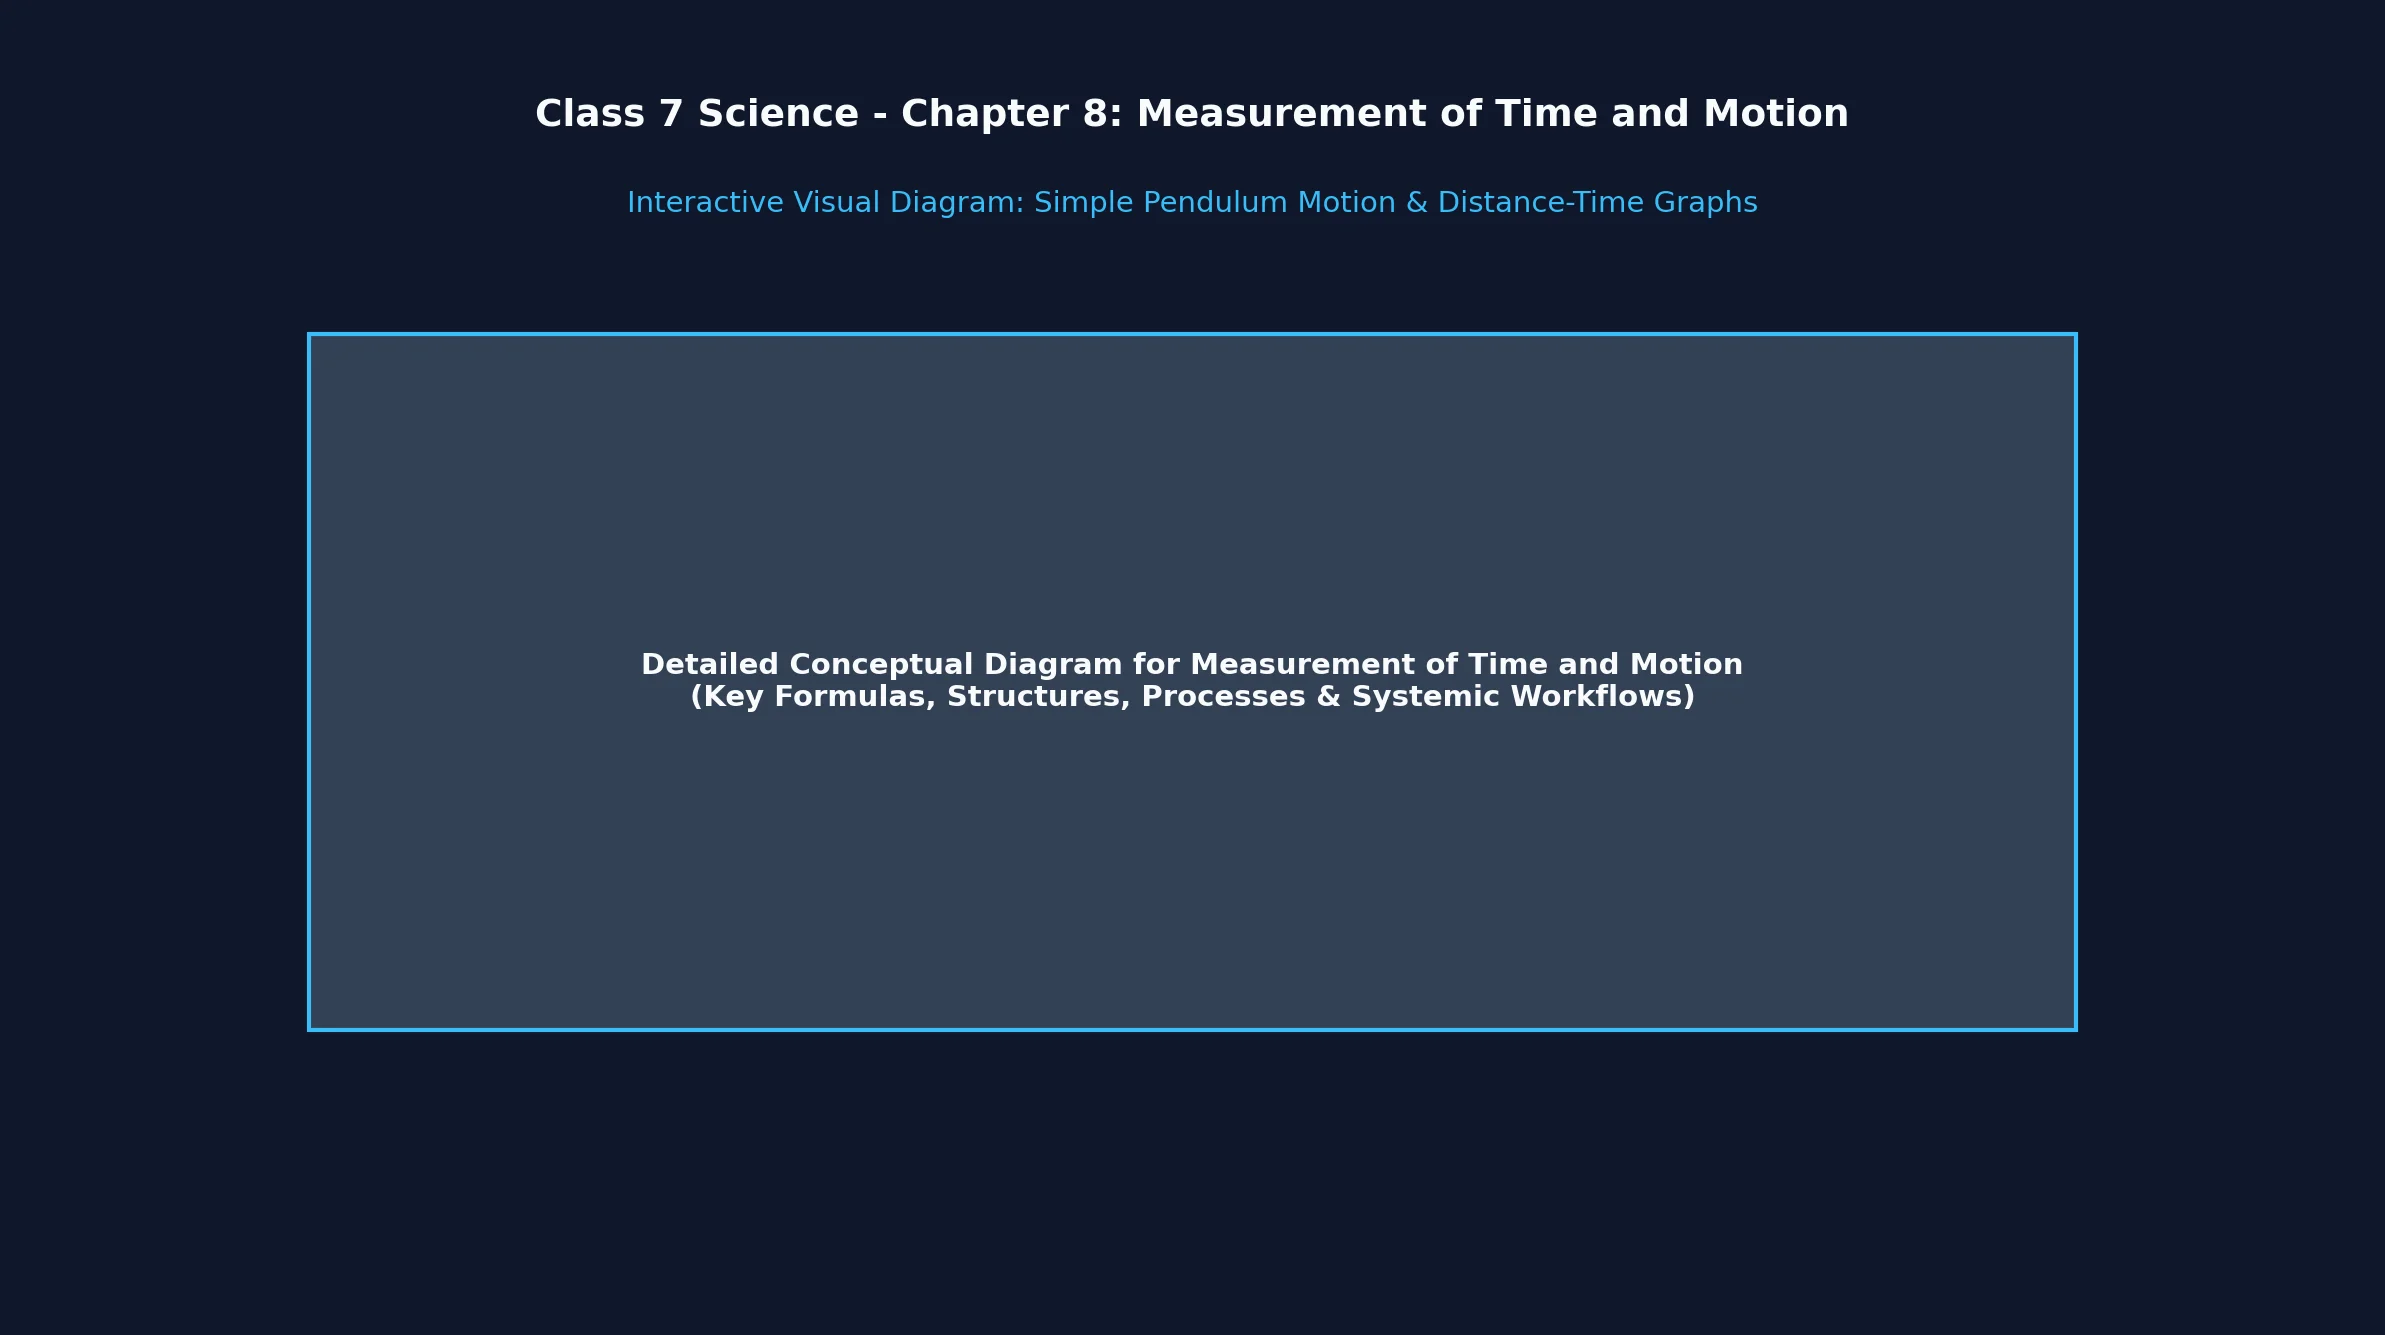 Class 7 Science - Chapter 8: Measurement of Time and Motion
Interactive Visual Diagram: Simple Pendulum Motion & Distance-Time Graphs
Detailed Conceptual Diagram for Measurement of Time and Motion
(Key Formulas, Structures, Processes & Systemic Workflows)